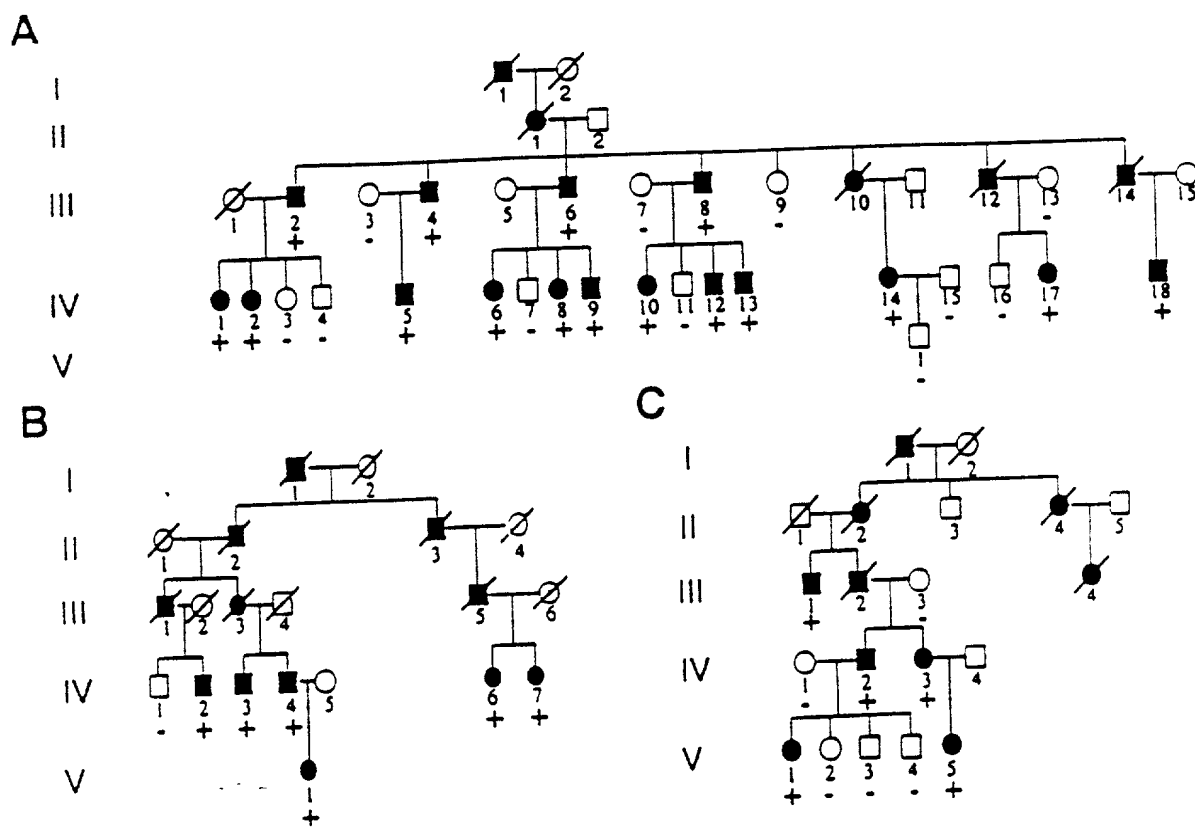 A
I
1 2
II
1 2
III
1 2 3 4 5 6 7 8 9 10 11 12 13 14 15
+ - + + - + - -
IV
1 2 3 4 5 6 7 8 9 10 11 12 13 14 15 16 17 18
+ + - - + + - + + + - + + + - - + +
V
1
-
B
I
1 2
II
1 2 3 4
III
1 2 3 4 5 6
IV
1 2 3 4 5 6 7
- + + + + +
V
1
+
C
I
1 2
II
1 2 3 4 5
III
1 2 3 4
+ -
IV
1 2 3 4
- + +
V
1 2 3 4 5
+ - - - +